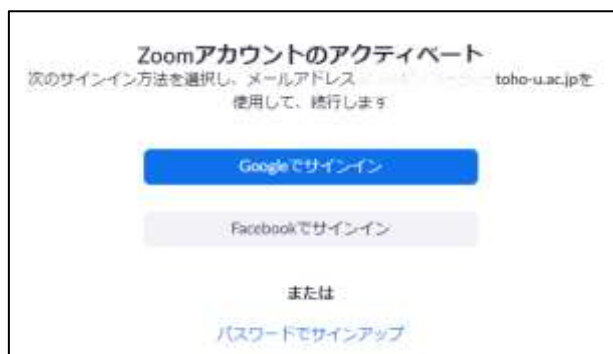 Zoomアカウントのアクティベート
次のサインイン方法を選択し、メールアドレス toho-u.ac.jpを
使用して、続行します
Googleでサインイン
Facebookでサインイン
または
パスワードでサインアップ